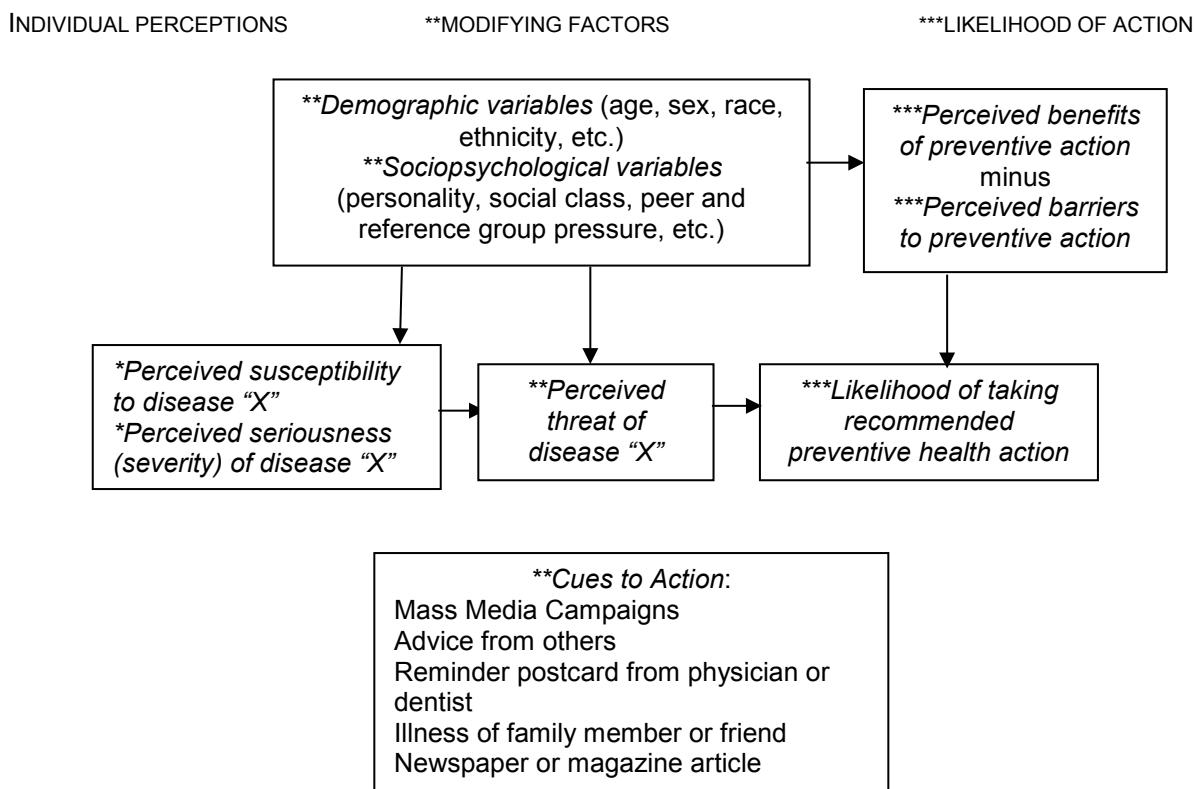 INDIVIDUAL PERCEPTIONS **MODIFYING FACTORS ***LIKELIHOOD OF ACTION
**Demographic variables (age, sex, race,
ethnicity, etc.)
**Sociopsychological variables
(personality, social class, peer and
reference group pressure, etc.)
***Perceived benefits
of preventive action
minus
***Perceived barriers
to preventive action
*Perceived susceptibility
to disease “X”
*Perceived seriousness
(severity) of disease “X”
**Perceived
threat of
disease “X”
***Likelihood of taking
recommended
preventive health action
**Cues to Action:
Mass Media Campaigns
Advice from others
Reminder postcard from physician or
dentist
Illness of family member or friend
Newspaper or magazine article